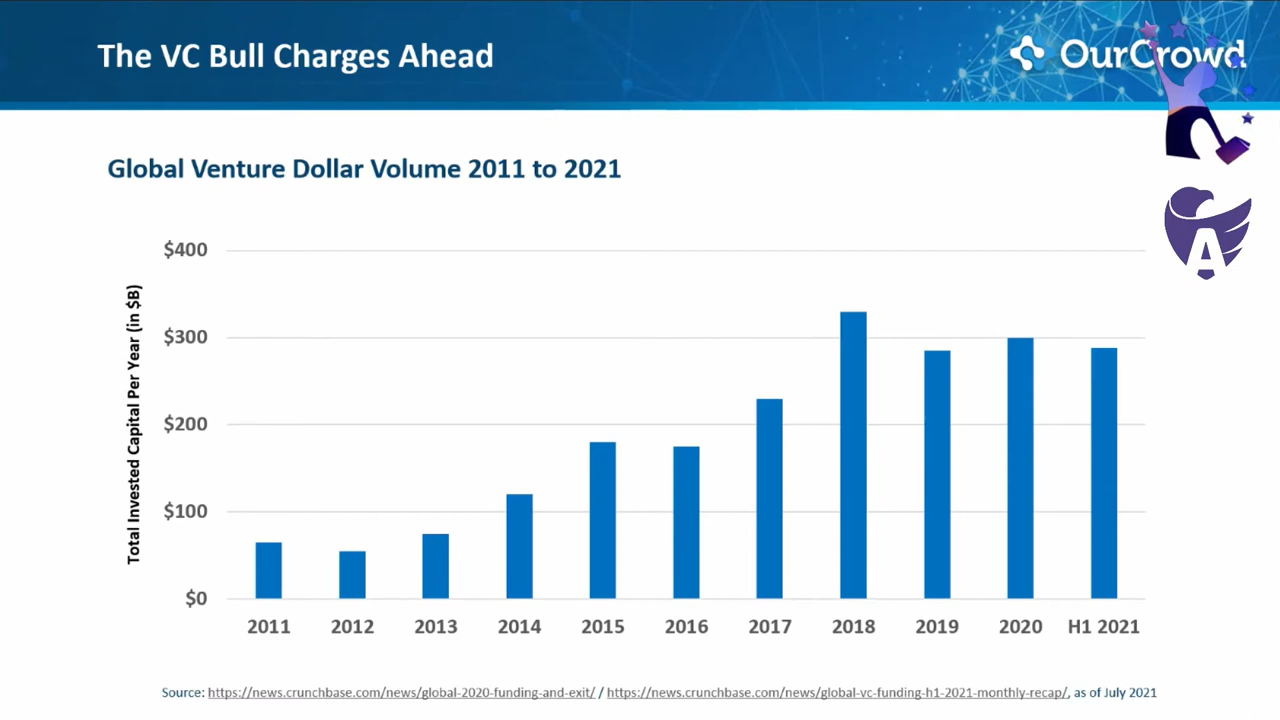 The VC Bull Charges Ahead
OurCrowd
Global Venture Dollar Volume 2011 to 2021
A
Total Invested Capital Per Year (in $B)
$400
$300
$200
$100
$0
2011 2012 2013 2014 2015 2016 2017 2018 2019 2020 H1 2021
Source: https://news.crunchbase.com/news/global-2020-funding-and-exit/ / https://news.crunchbase.com/news/global-vc-funding-h1-2021-monthly-recap/, as of July 2021